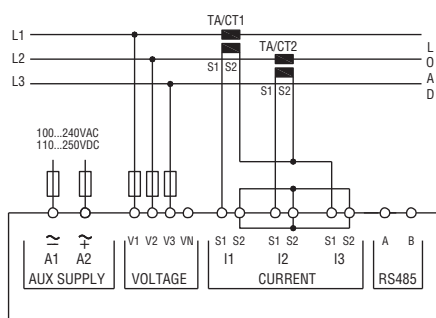 TA/CT1
L1
TA/CT2
L2
S1 S2
L3
S1 S2
L
O
A
D
100...240VAC
110...250VDC
A1 A2
AUX SUPPLY
V1 V2 V3 VN
VOLTAGE
S1 S2 S1 S2 S1 S2
I1 I2 I3
CURRENT
A B
RS485